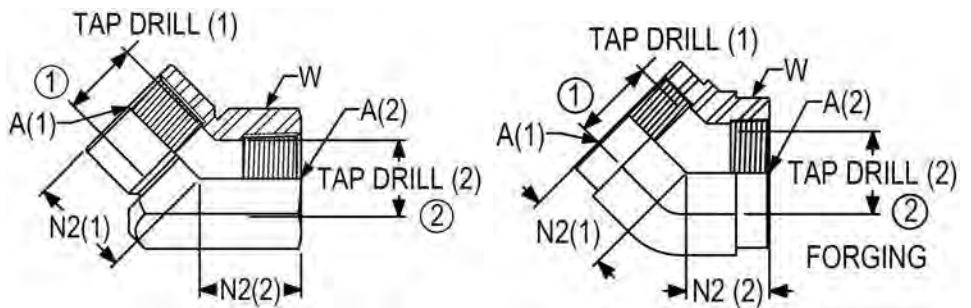 TAP DRILL (1)
①
W
A(1)
A(2)
TAP DRILL (2)
②
N2(1)
N2(2)
TAP DRILL (1)
①
W
A(1)
A(2)
TAP DRILL (2)
②
N2(1)
FORGING
N2 (2)